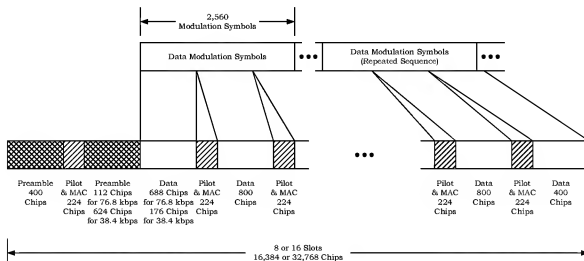 2,560
Modulation Symbols
Data Modulation Symbols
Data Modulation Symbols
(Repeated Sequence)
Preamble
400
Chips
Pilot
& MAC
224
Chips
Preamble
112 Chips
for 76.8 kbps
624 Chips
for 38.4 kbps
Data
688 Chips
for 76.8 kbps
176 Chips
for 38.4 kbps
Pilot
& MAC
224
Chips
Data
800
Chips
Pilot
& MAC
224
Pilot
& MAC
224
Chips
Data
800
Chips
Pilot
& MAC
224
Chips
Data
400
Chips
8 or 16 Slots
16,384 or 32,768 Chips